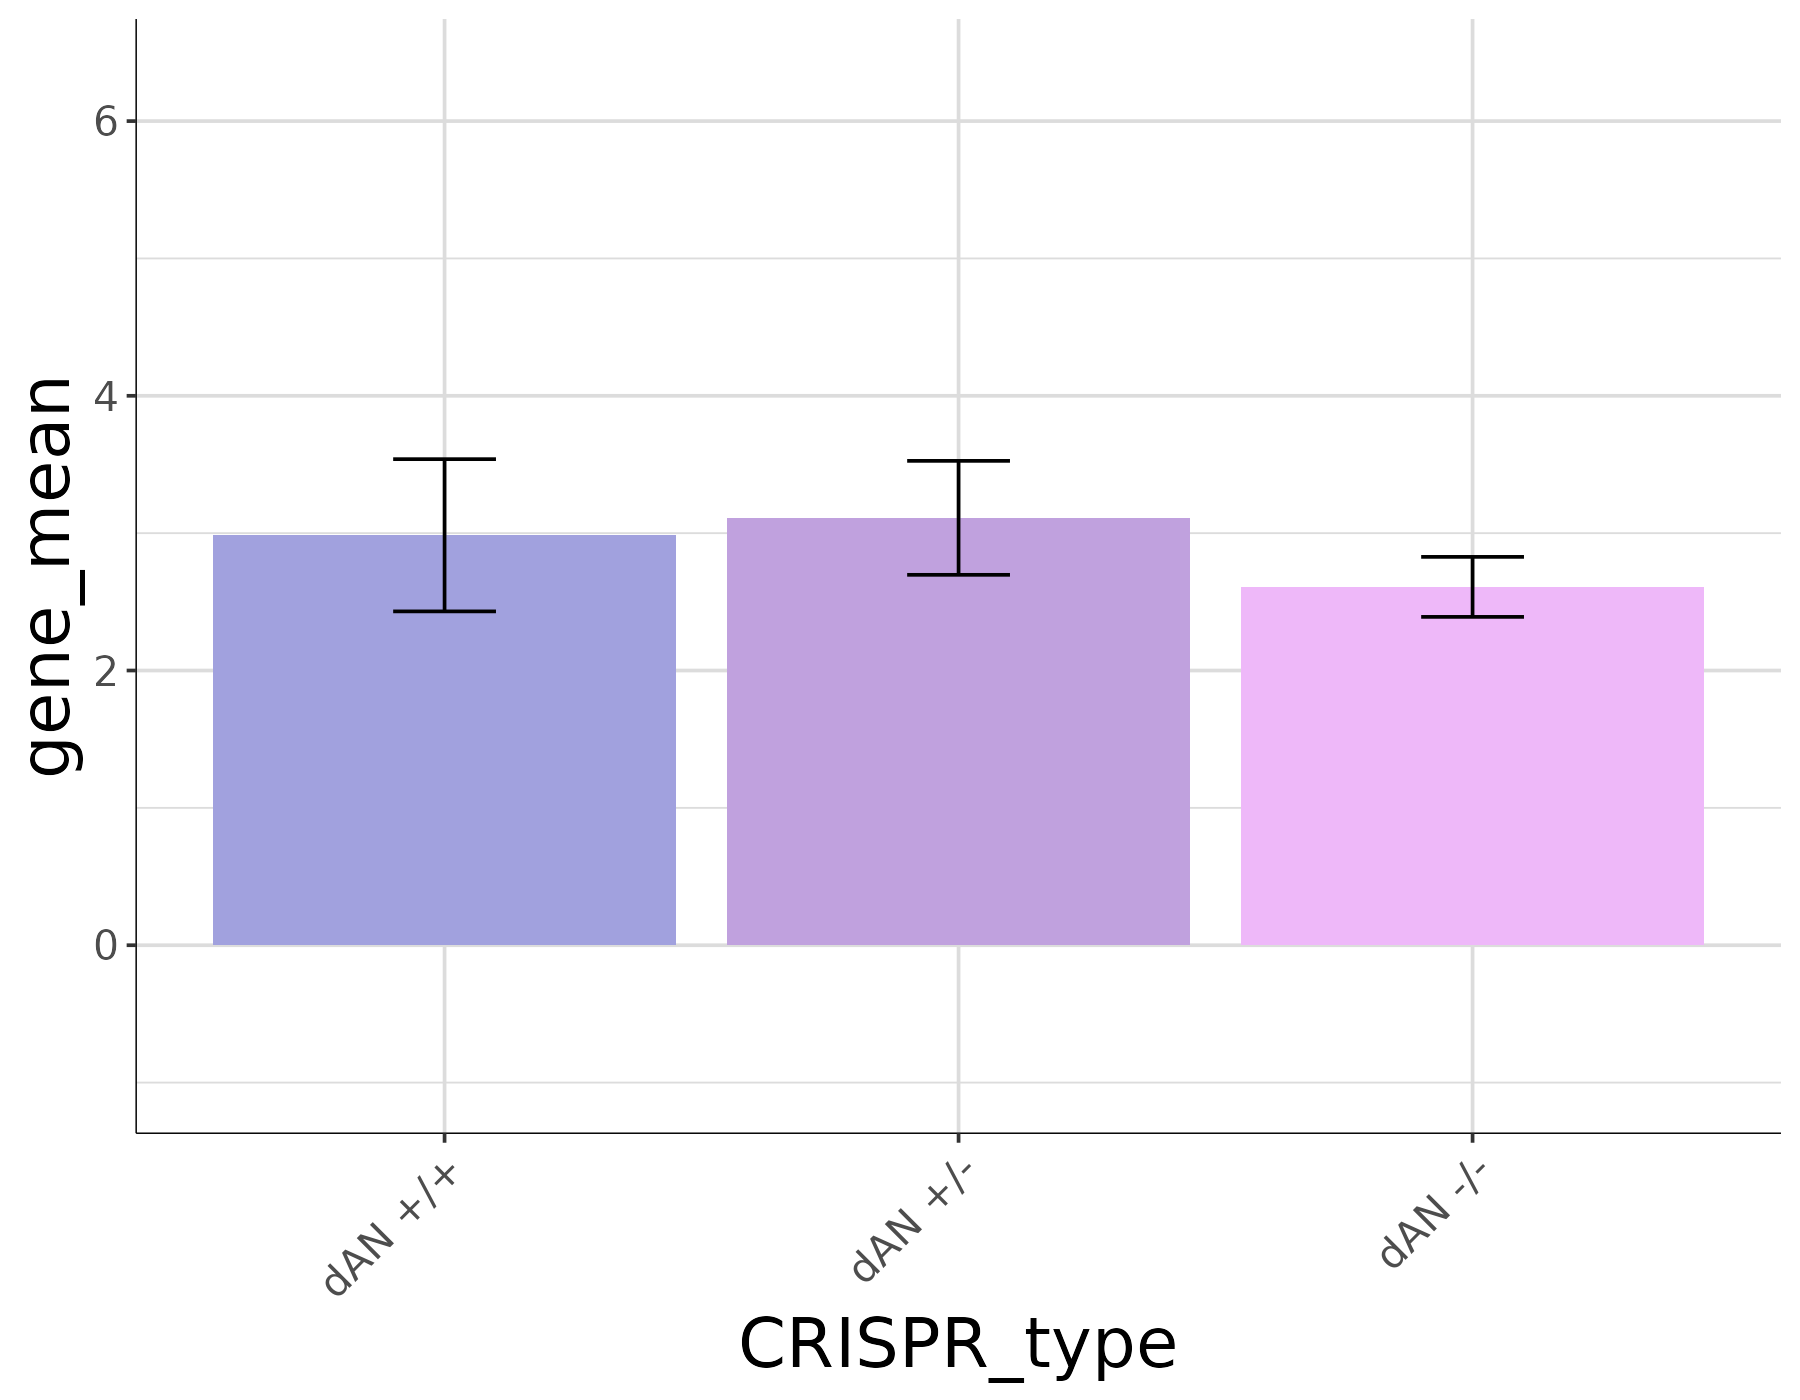 gene_mean
6
4
2
0
dAN +/+
dAN +/-
dAN -/-
CRISPR_type